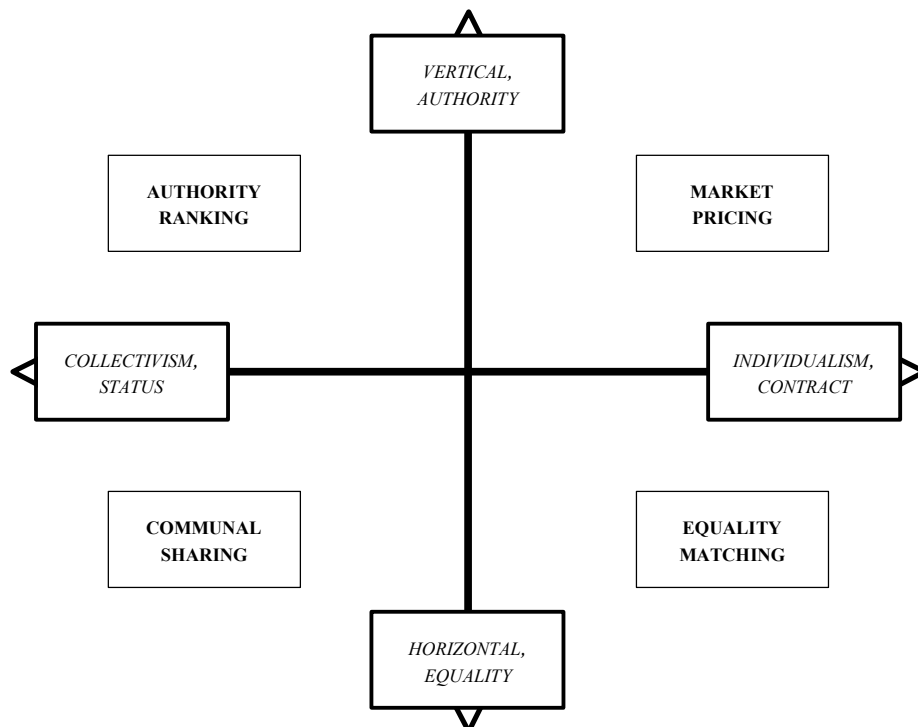 VERTICAL,
AUTHORITY
AUTHORITY
RANKING
MARKET
PRICING
COLLECTIVISM,
STATUS
INDIVIDUALISM,
CONTRACT
COMMUNAL
SHARING
EQUALITY
MATCHING
HORIZONTAL,
EQUALITY